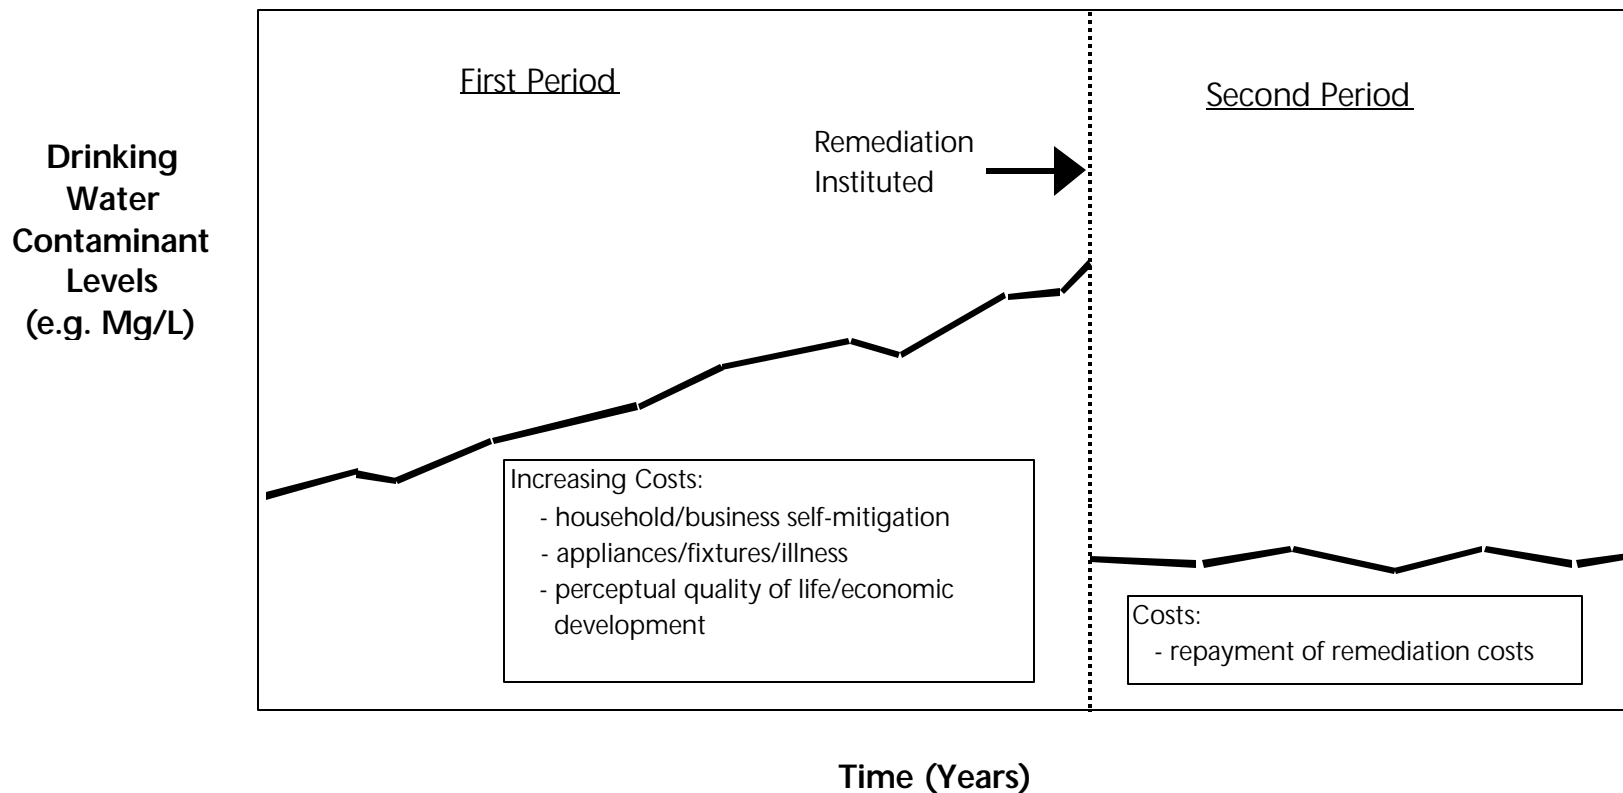 First Period
Second Period
Drinking
Water
Contaminant
Levels
(e.g. Mg/L)
Remediation
Instituted
Increasing Costs:
- household/business self-mitigation
- appliances/fixtures/illness
- perceptual quality of life/economic
development
Costs:
- repayment of remediation costs
Time (Years)